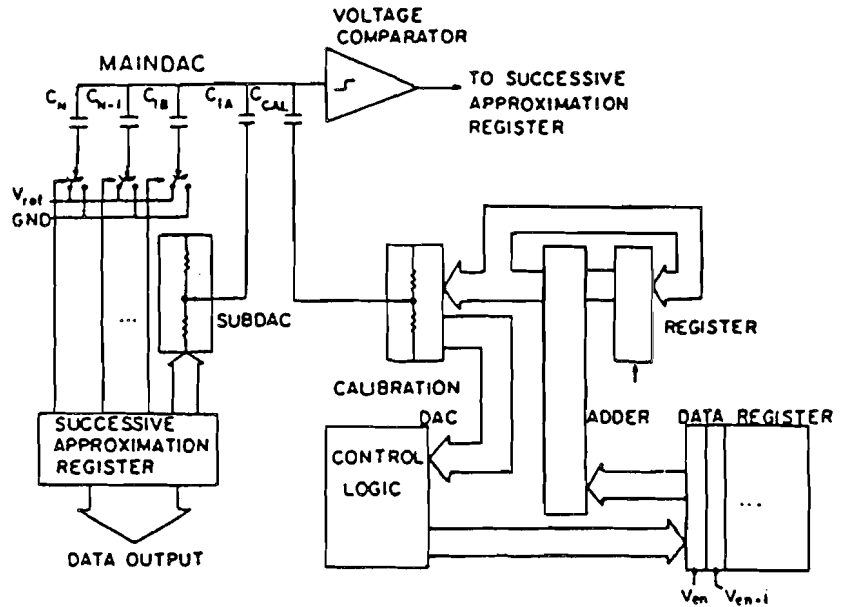 VOLTAGE
COMPARATOR
MAINDAC
TO SUCCESSIVE
APPROXIMATION
REGISTER
C_N
C_N-1
C_1B
C_1A
C_CAL
V_ref
GND
SUBDAC
...
REGISTER
CALIBRATION
DAC
ADDER
DATA REGISTER
SUCCESSIVE
APPROXIMATION
REGISTER
CONTROL
LOGIC
...
DATA OUTPUT
V_en
V_en-1